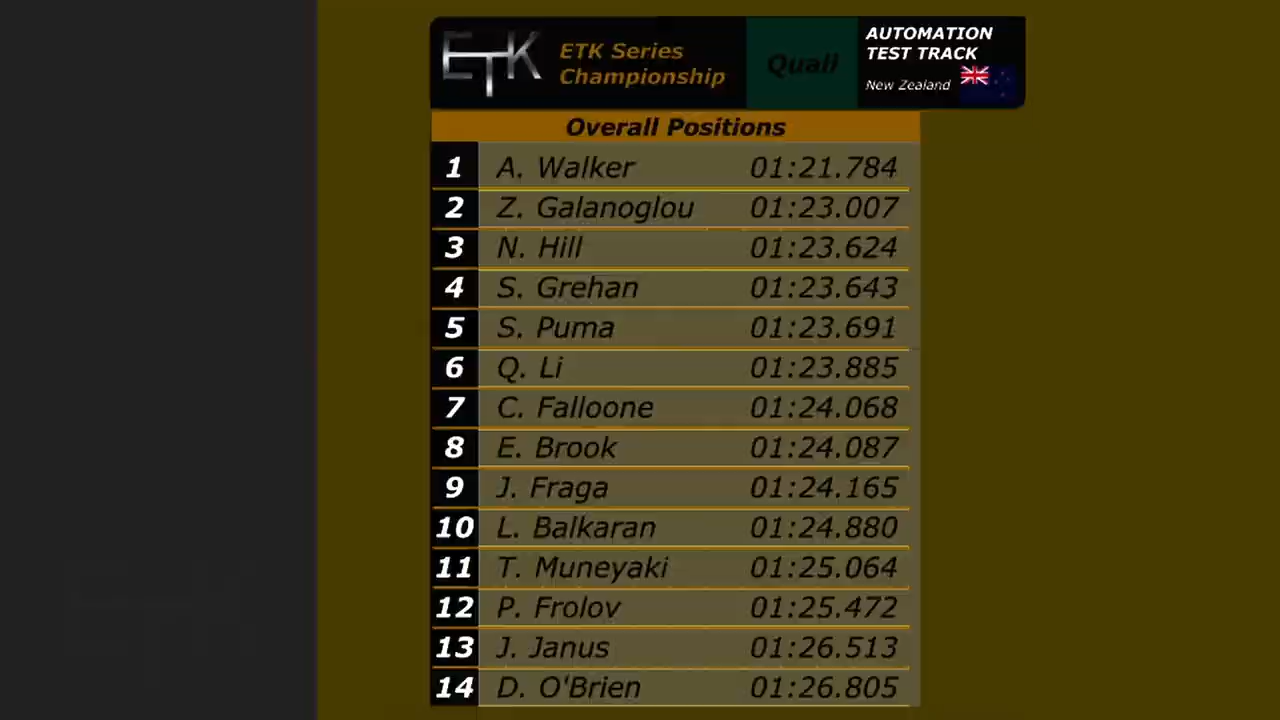 ETK
ETK Series
Championship
Quali
AUTOMATION
TEST TRACK
New Zealand
Overall Positions
1 A. Walker 01:21.784
2 Z. Galanoglou 01:23.007
3 N. Hill 01:23.624
4 S. Grehan 01:23.643
5 S. Puma 01:23.691
6 Q. Li 01:23.885
7 C. Falloone 01:24.068
8 E. Brook 01:24.087
9 J. Fraga 01:24.165
10 L. Balkaran 01:24.880
11 T. Muneyaki 01:25.064
12 P. Frolov 01:25.472
13 J. Janus 01:26.513
14 D. O'Brien 01:26.805